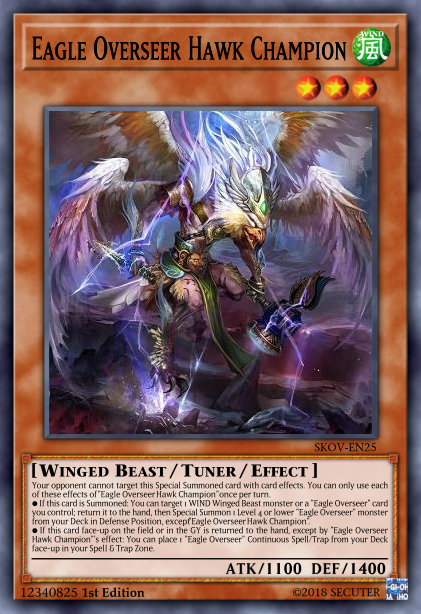 Eagle Overseer Hawk Champion
WIND
風
SKOV-EN25
[Winged Beast/Tuner/Effect]
Your opponent cannot target this Special Summoned card with card effects. You can only use each
of these effects of "Eagle Overseer Hawk Champion" once per turn.
●If this card is Summoned: You can target 1 WIND Winged Beast monster or a "Eagle Overseer" card
you control; return it to the hand, then Special Summon 1 Level 4 or lower "Eagle Overseer" monster
from your Deck in Defense Position, except "Eagle Overseer Hawk Champion".
●If this card face-up on the field or in the GY is returned to the hand, except by "Eagle Overseer
Hawk Champion"'s effect: You can place 1 "Eagle Overseer" Continuous Spell/Trap from your Deck
face-up in your Spell & Trap Zone.
ATK/1100 DEF/1400
12340825 1st Edition
©2018 SECUTER